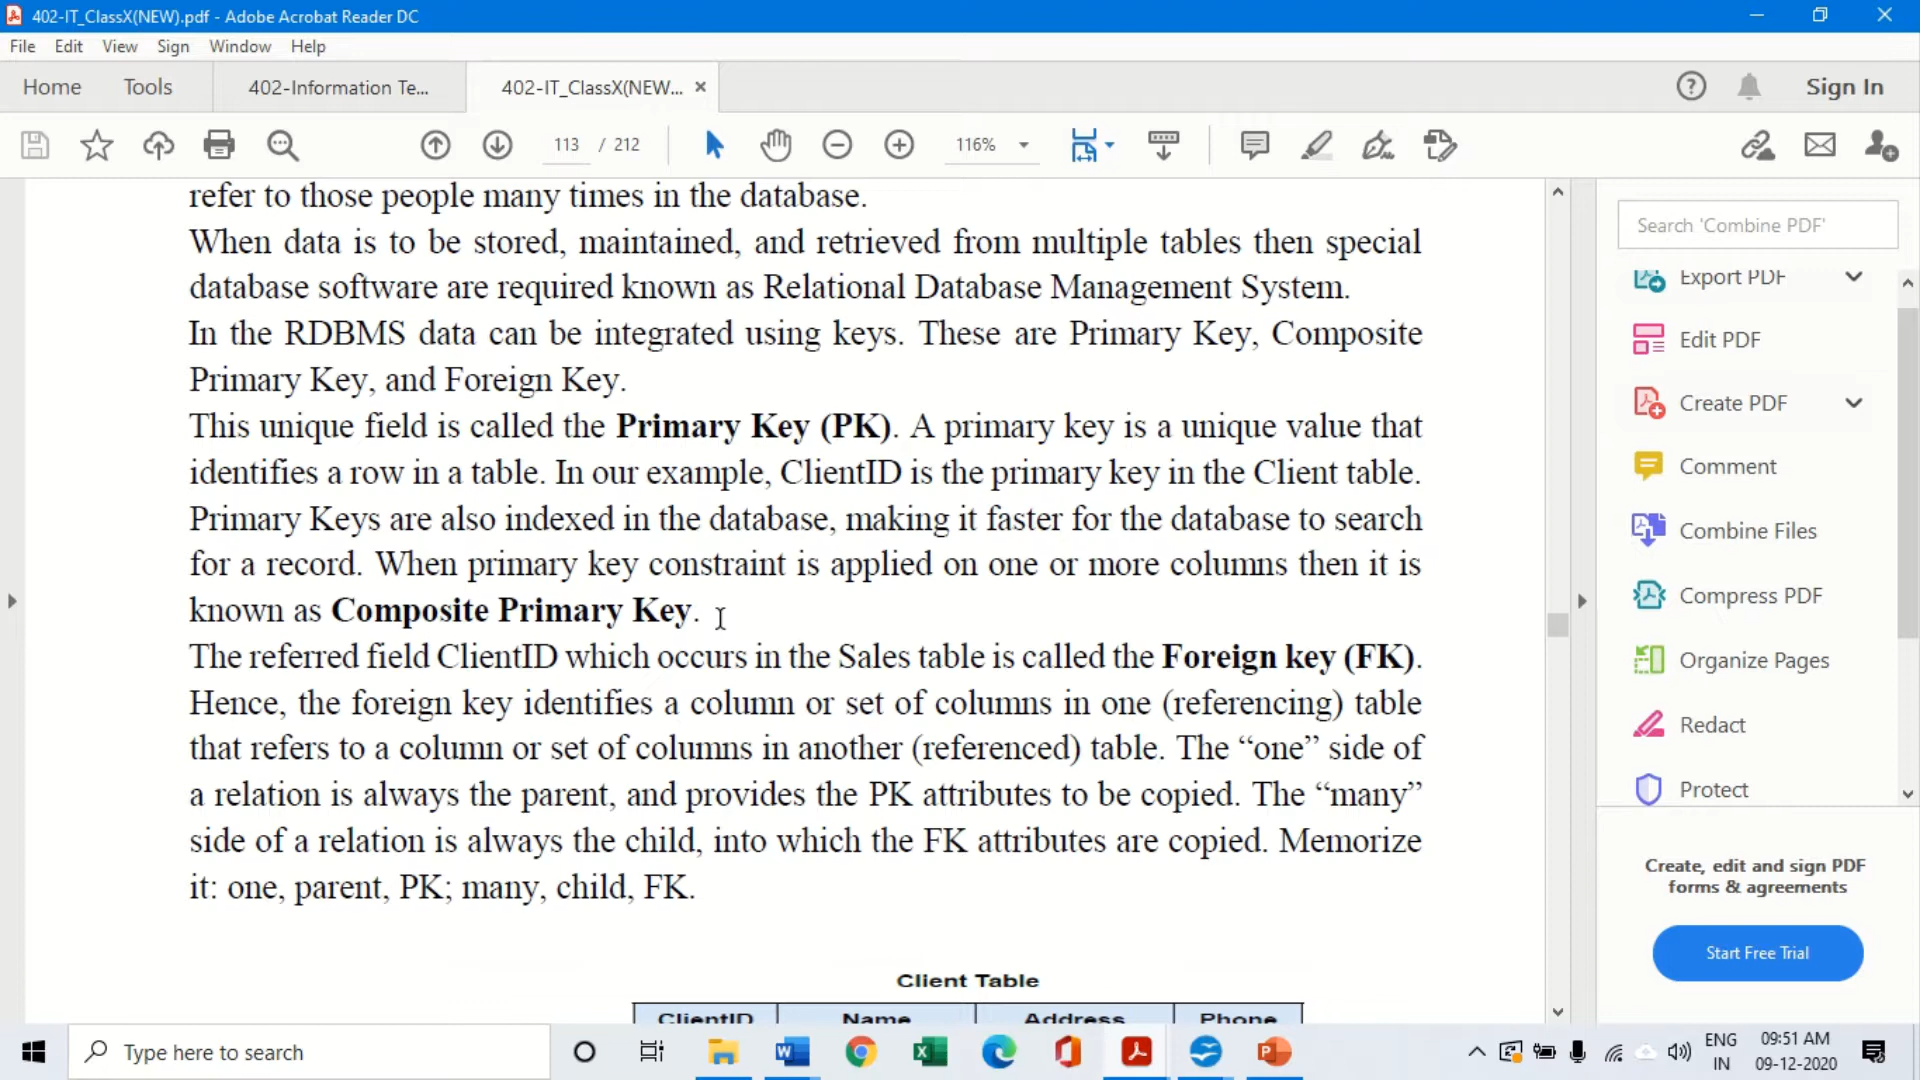 402-IT_ClassX(NEW).pdf - Adobe Acrobat Reader DC
File Edit View Sign Window Help
Home Tools 402-Information Te... 402-IT_ClassX(NEW... × Sign In
113 / 212 116%
refer to those people many times in the database.
When data is to be stored, maintained, and retrieved from multiple tables then special
database software are required known as Relational Database Management System.
In the RDBMS data can be integrated using keys. These are Primary Key, Composite
Primary Key, and Foreign Key.
This unique field is called the Primary Key (PK). A primary key is a unique value that
identifies a row in a table. In our example, ClientID is the primary key in the Client table.
Primary Keys are also indexed in the database, making it faster for the database to search
for a record. When primary key constraint is applied on one or more columns then it is
known as Composite Primary Key.
The referred field ClientID which occurs in the Sales table is called the Foreign key (FK).
Hence, the foreign key identifies a column or set of columns in one (referencing) table
that refers to a column or set of columns in another (referenced) table. The “one” side of
a relation is always the parent, and provides the PK attributes to be copied. The “many”
side of a relation is always the child, into which the FK attributes are copied. Memorize
it: one, parent, PK; many, child, FK.
Client Table
ClientID Name Address Phone
Search 'Combine PDF'
Export PDF
Edit PDF
Create PDF
Comment
Combine Files
Compress PDF
Organize Pages
Redact
Protect
Create, edit and sign PDF
forms & agreements
Start Free Trial
Type here to search
ENG
IN
09:51 AM
09-12-2020